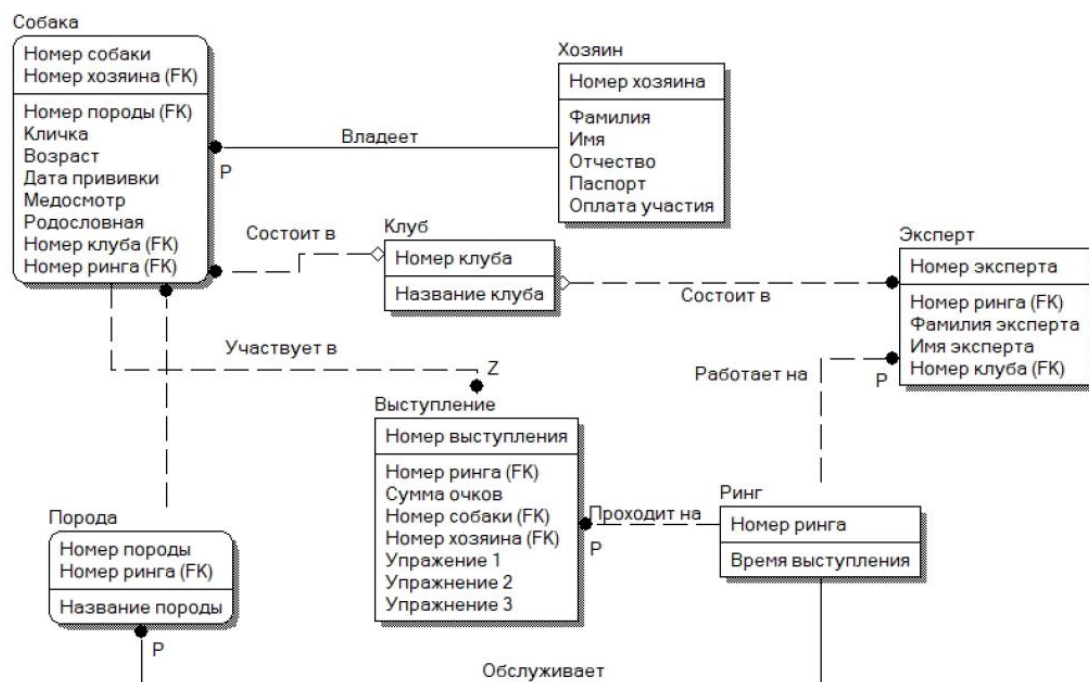 Собака
Номер собаки
Номер хозяина (FK)
Номер породы (FK)
Кличка
Возраст
Дата прививки
Медосмотр
Родословная
Номер клуба (FK)
Номер ринга (FK)
Владеет
P
Хозяин
Номер хозяина
Фамилия
Имя
Отчество
Паспорт
Оплата участия
Состоит в
Клуб
Номер клуба
Название клуба
Состоит в
Эксперт
Номер эксперта
Номер ринга (FK)
Фамилия эксперта
Имя эксперта
Номер клуба (FK)
Участвует в
Z
Работает на
P
Выступление
Номер выступления
Номер ринга (FK)
Сумма очков
Номер собаки (FK)
Номер хозяина (FK)
Упражение 1
Упражнение 2
Упражнение 3
Проходит на
P
Ринг
Номер ринга
Время выступления
Порода
Номер породы
Номер ринга (FK)
Название породы
P
Обслуживает